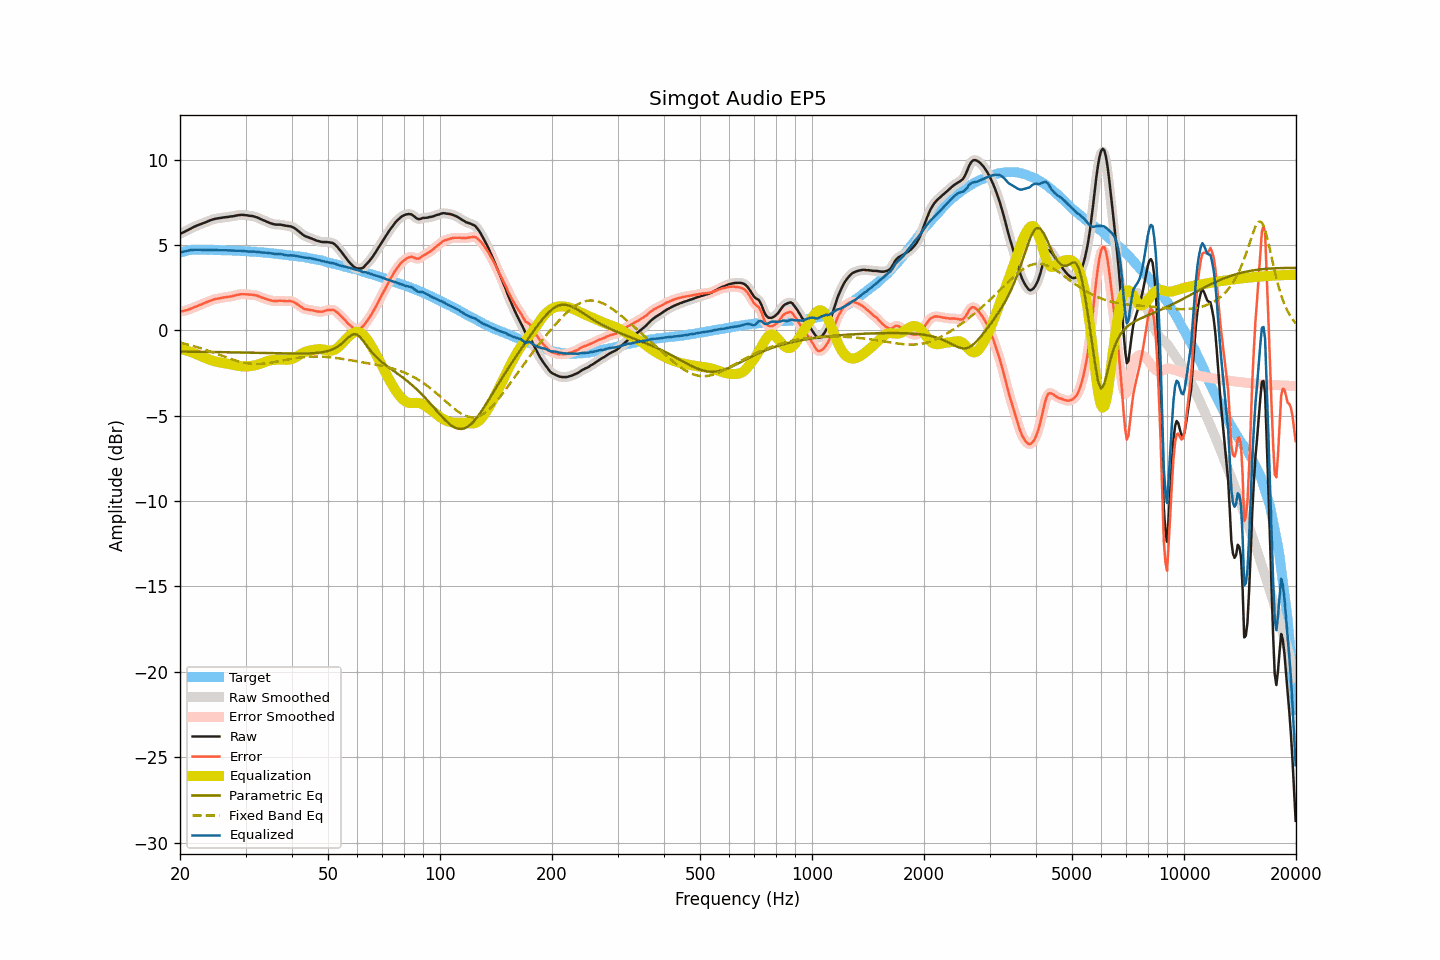 Simgot Audio EP5
10
5
0
−5
−10
−15
−20
−25
−30
Amplitude (dBr)
Target
Raw Smoothed
Error Smoothed
Raw
Error
Equalization
Parametric Eq
Fixed Band Eq
Equalized
20 50 100 200 500 1000 2000 5000 10000 20000
Frequency (Hz)